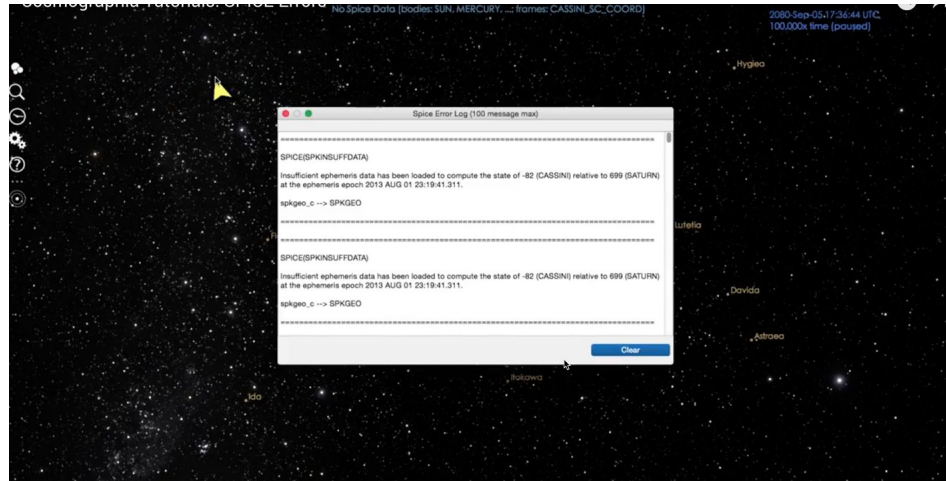 Cosmographia Tutorials: SPICE Errors
No Spice Data (bodies: SUN, MERCURY, ...; frames: CASSINI_SC_COORD)
2080-Sep-05 17:36:44 UTC
100,000x time (paused)
Hygiea
Spice Error Log (100 message max)
================================================================================
SPICE(SPKINSUFFDATA)
Insufficient ephemeris data has been loaded to compute the state of -82 (CASSINI) relative to 699 (SATURN)
at the ephemeris epoch 2013 AUG 01 23:19:41.311.
spkgeo_c --> SPKGEO
================================================================================
================================================================================
SPICE(SPKINSUFFDATA)
Insufficient ephemeris data has been loaded to compute the state of -82 (CASSINI) relative to 699 (SATURN)
at the ephemeris epoch 2013 AUG 01 23:19:41.311.
spkgeo_c --> SPKGEO
================================================================================
Clear
Lutetia
Davida
Astraea
Itokawa
Ida